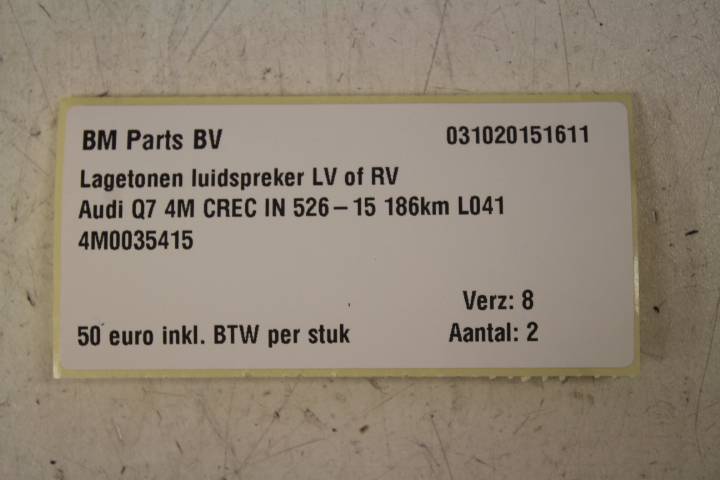 BM Parts BV 031020151611
Lagetonen luidspreker LV of RV
Audi Q7 4M CREC IN 526-15 186km L041
4M0035415
Verz: 8
50 euro inkl. BTW per stuk Aantal: 2